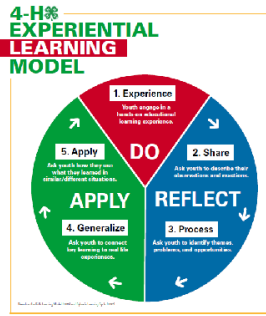 4-H
EXPERIENTIAL
LEARNING
MODEL
1. Experience
Youth engage in a
hands on educational
learning experience.
DO
2. Share
Ask youth to describe their
observations and reactions.
REFLECT
3. Process
Ask youth to identify themes,
problems, and opportunities.
4. Generalize
Ask youth to connect
key learning to real life
experiences.
APPLY
5. Apply
Ask youth how they use
what they learned in
similar/different situations.